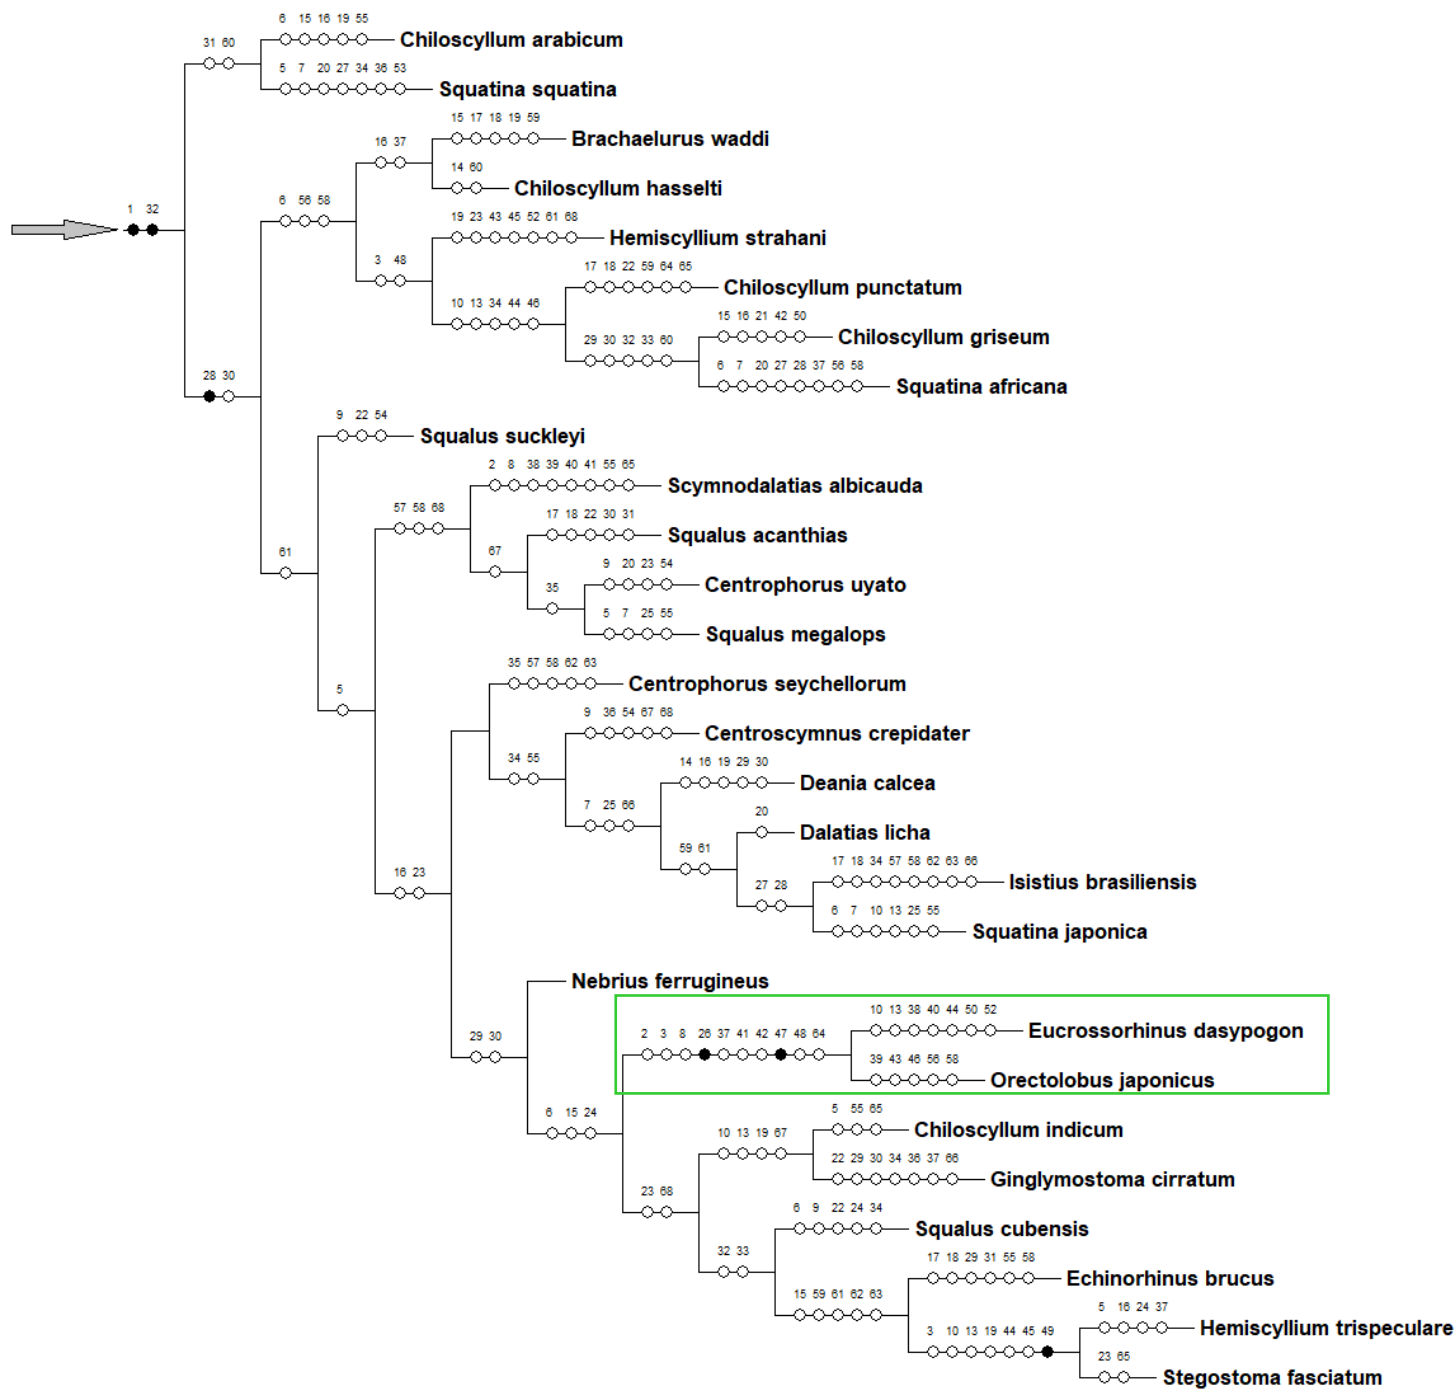 6 15 16 19 55
Chiloscyllum arabicum
31 60
5 7 20 27 34 36 53
Squatina squatina
15 17 18 19 59
Brachaelurus waddi
16 37
14 60
Chiloscyllum hasselti
6 56 58
1 32
19 23 43 45 52 61 68
Hemiscyllium strahani
3 48
17 18 22 59 64 65
Chiloscyllum punctatum
10 13 34 44 46
15 16 21 42 50
Chiloscyllum griseum
29 30 32 33 60
6 7 20 27 28 37 56 58
Squatina africana
28 30
9 22 54
Squalus suckleyi
2 8 38 39 40 41 55 65
Scymnodalatias albicauda
57 58 68
17 18 22 30 31
Squalus acanthias
61
67
9 20 23 54
Centrophorus uyato
35
5 7 25 55
Squalus megalops
5
35 57 58 62 63
Centrophorus seychellorum
9 36 54 67 68
Centroscymnus crepidater
34 55
14 16 19 29 30
Deania calcea
7 25 66
20
Dalatias licha
59 61
16 23
17 18 34 57 58 62 63 66
Isistius brasiliensis
27 28
6 7 10 13 25 55
Squatina japonica
Nebrius ferrugineus
29 30
10 13 38 40 44 50 52
Eucrossorhinus dasypogon
2 3 8 26 37 41 42 47 48 64
39 43 46 56 58
Orectolobus japonicus
6 15 24
5 55 65
Chiloscyllum indicum
10 13 19 67
22 29 30 34 36 37 66
Ginglymostoma cirratum
23 68
6 9 22 24 34
Squalus cubensis
32 33
17 18 29 31 55 58
Echinorhinus brucus
15 59 61 62 63
5 16 24 37
Hemiscyllium trispeculare
3 10 13 19 44 45 49
23 65
Stegostoma fasciatum